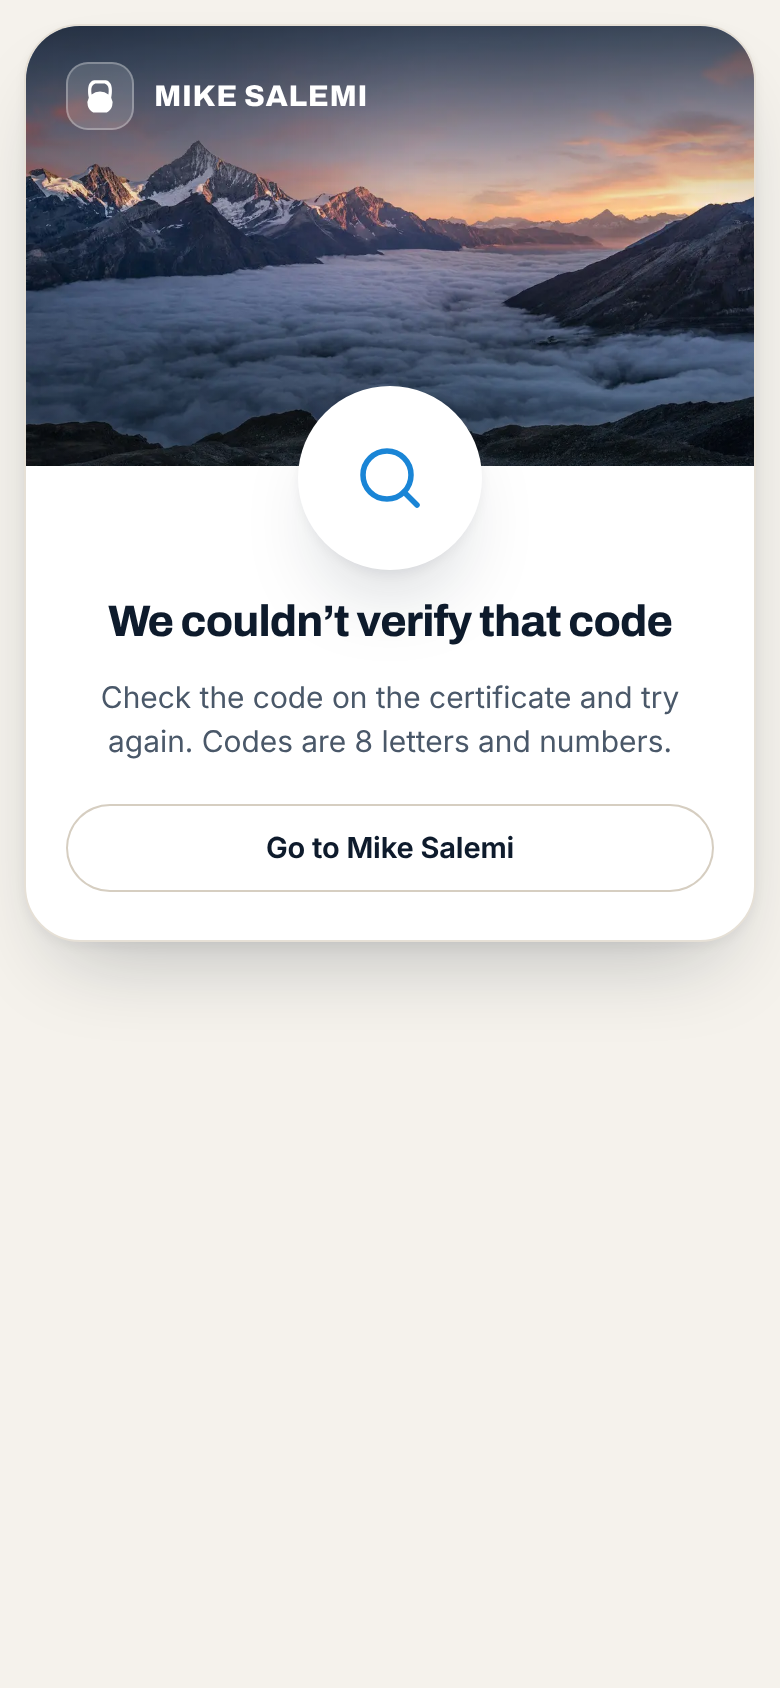 MIKE SALEMI
We couldn’t verify that code
Check the code on the certificate and try
again. Codes are 8 letters and numbers.
Go to Mike Salemi